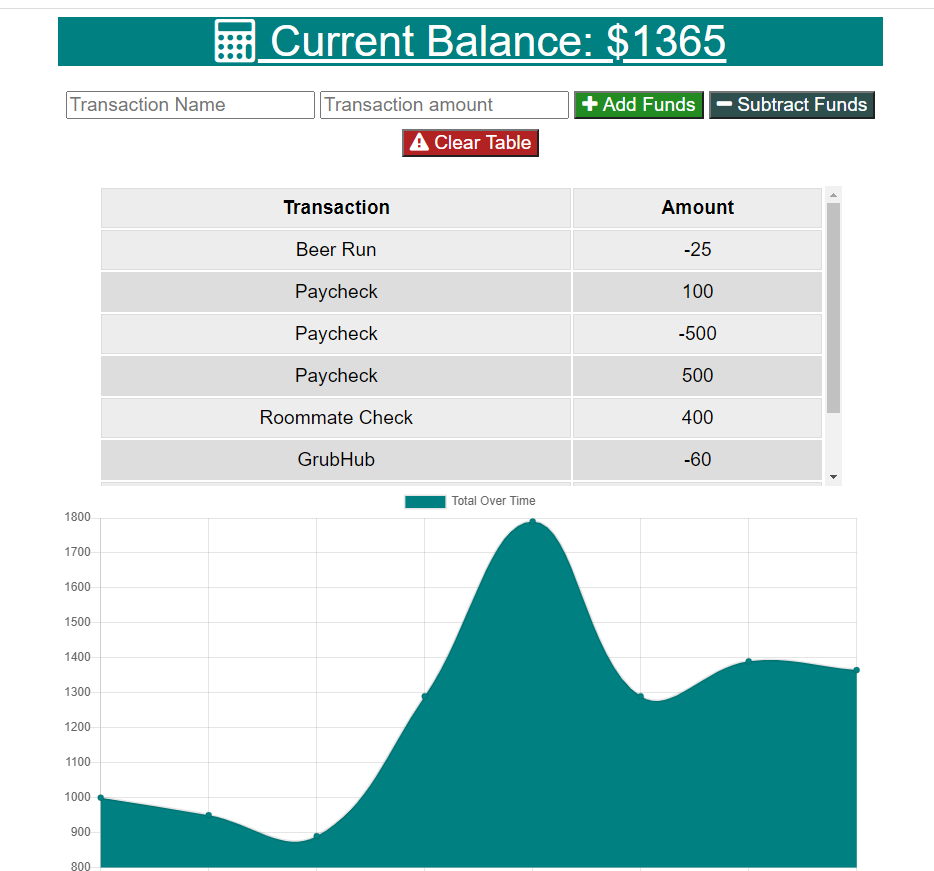 Current Balance: $1365
Transaction Name Transaction amount Add Funds Subtract Funds
Clear Table
Transaction Amount
Beer Run -25
Paycheck 100
Paycheck -500
Paycheck 500
Roommate Check 400
GrubHub -60
Total Over Time
1800
1700
1600
1500
1400
1300
1200
1100
1000
900
800